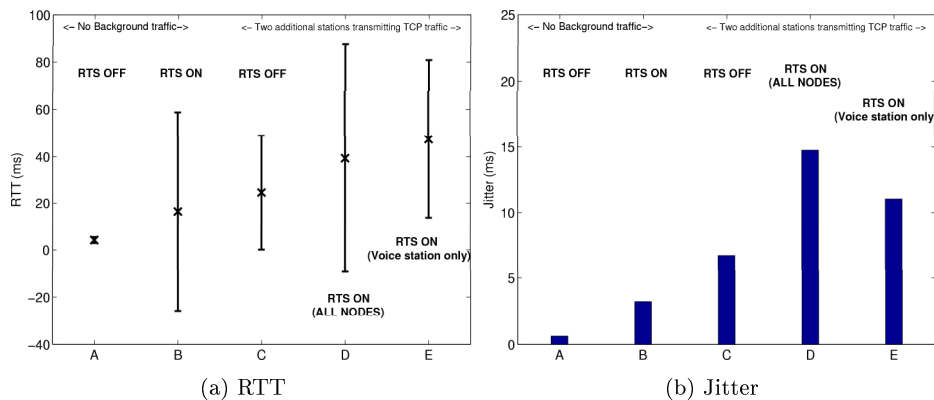 <– No Background traffic–>
<– Two additional stations transmitting TCP traffic –>
RTS OFF
RTS ON
RTS OFF
RTS ON
(Voice station only)
RTS ON
(ALL NODES)
RTT (ms)
100
80
60
40
20
0
−20
−40
A B C D E
(a) RTT
<– No Background traffic–>
<– Two additional stations transmitting TCP traffic –>
RTS OFF
RTS ON
RTS OFF
RTS ON
(ALL NODES)
RTS ON
(Voice station only
Jitter (ms)
25
20
15
10
5
0
A B C D E
(b) Jitter